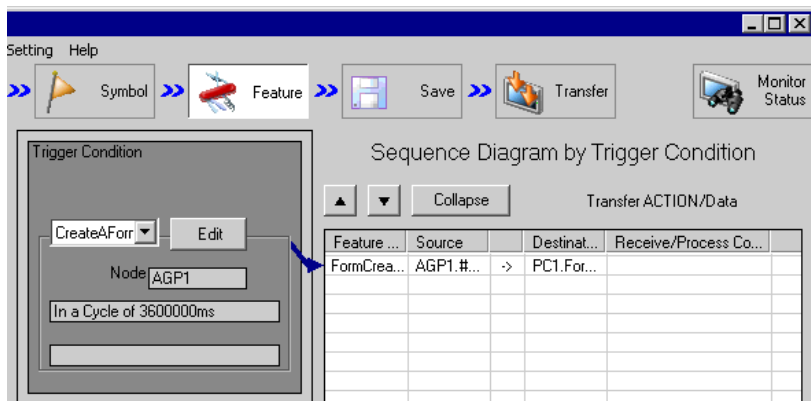 Setting Help
Symbol Feature Save Transfer Monitor Status
Trigger Condition
Sequence Diagram by Trigger Condition
Collapse Transfer ACTION/Data
CreateAForr Edit
Node AGP1
In a Cycle of 3600000ms
Feature ... Source Destinat... Receive/Process Co...
FormCrea... AGP1.#... -> PC1.For...